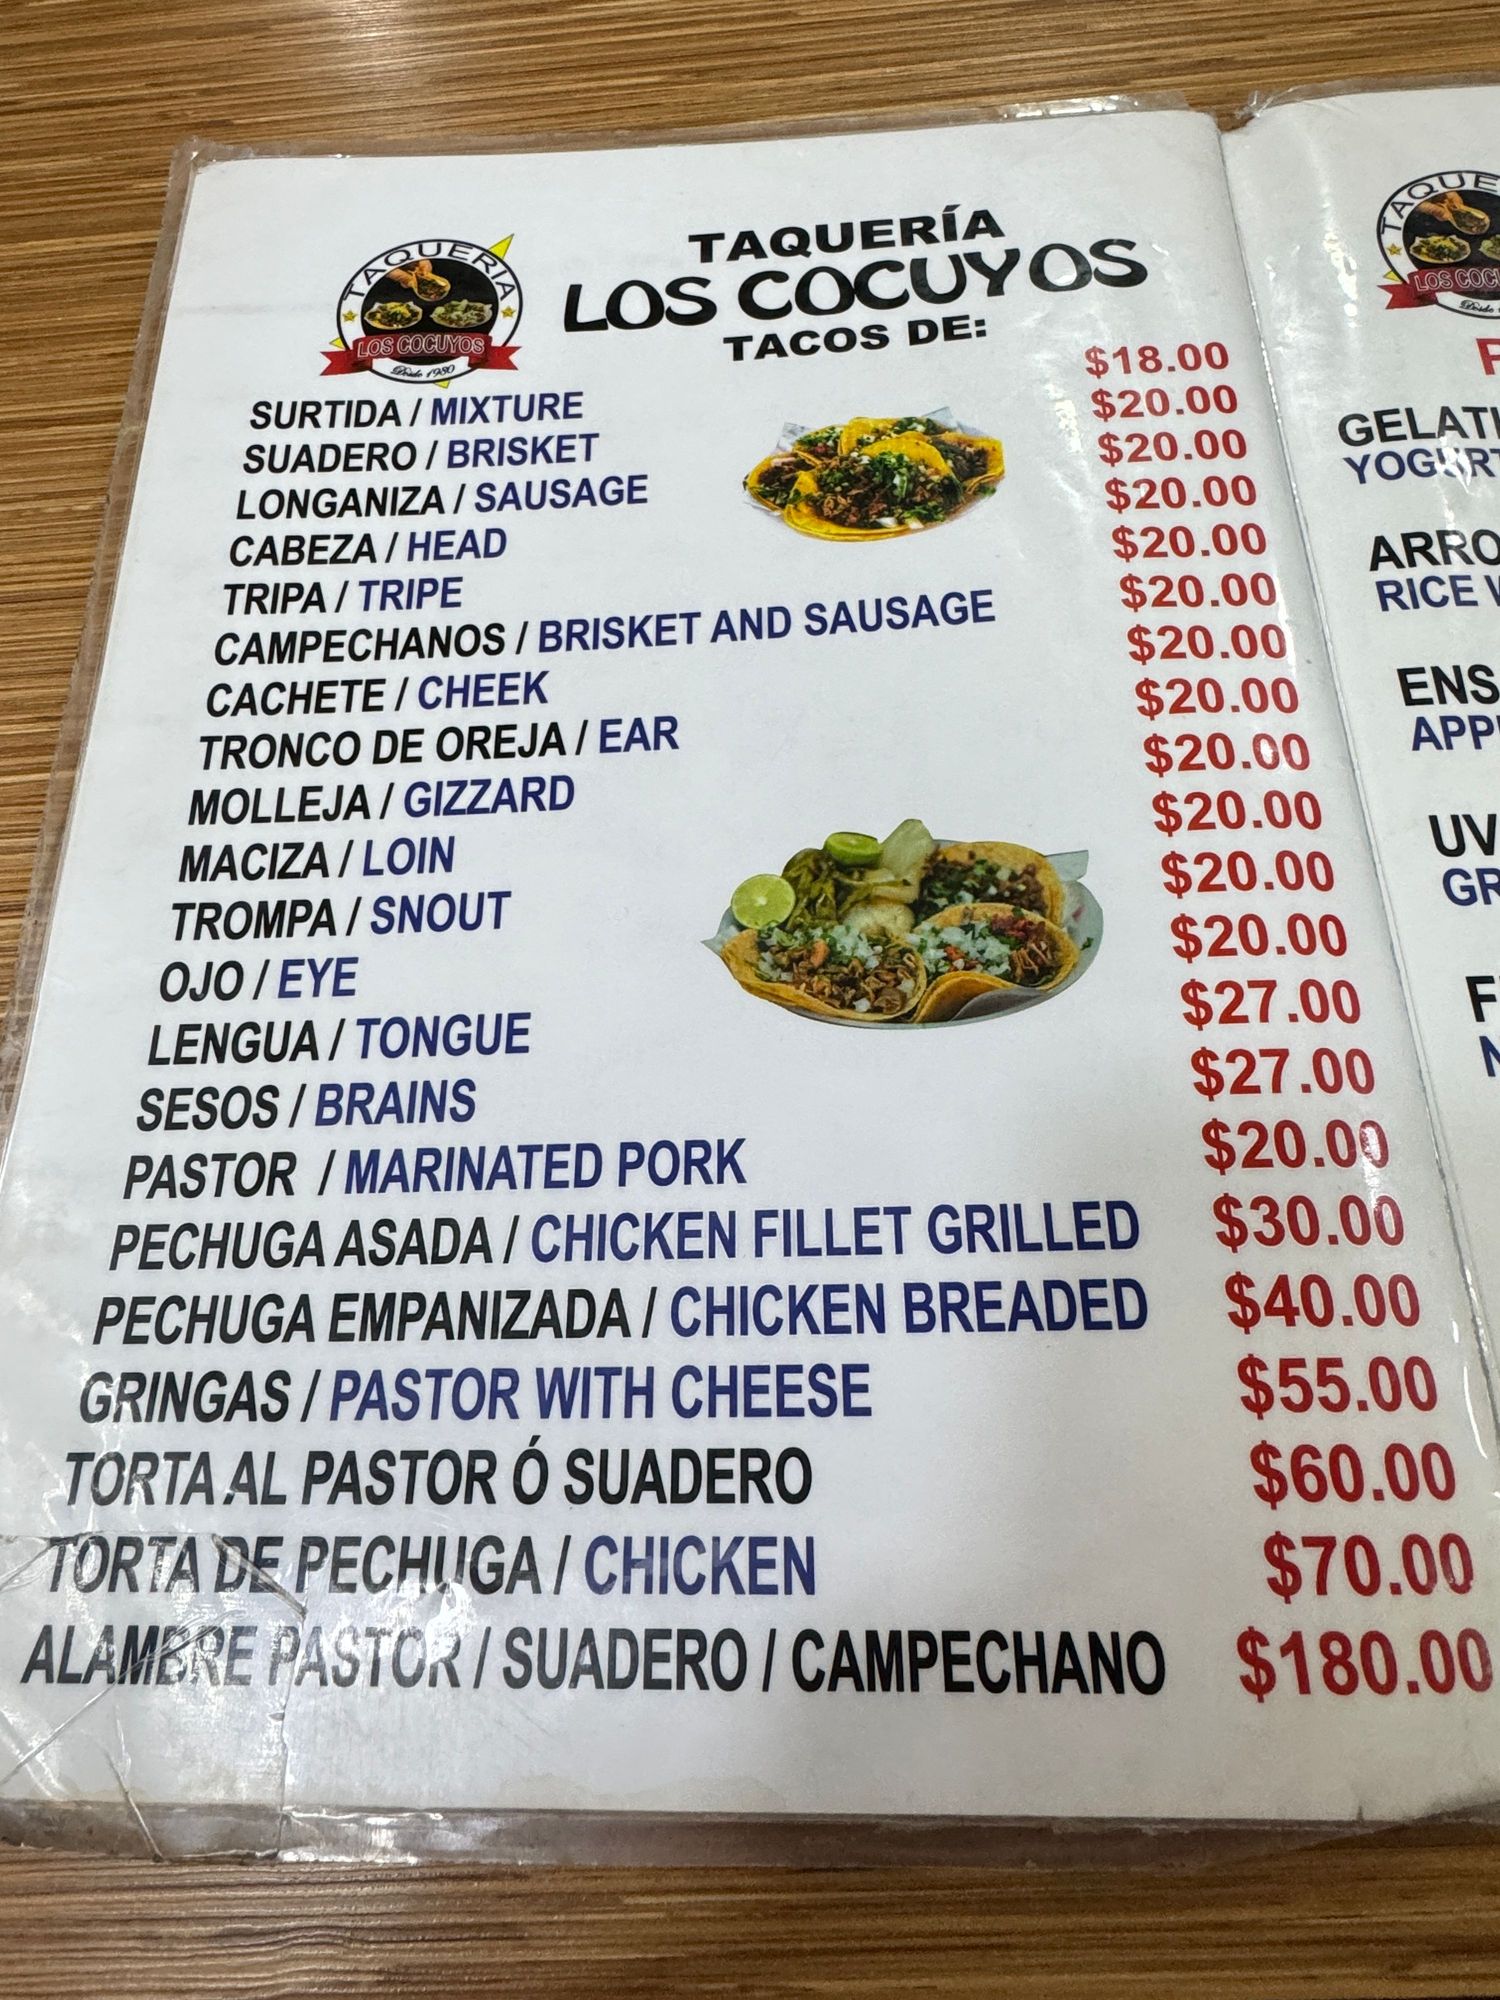 TAQUERIA
LOS COCUYOS
Desde 1980
TAQUERÍA
LOS COCUYOS
TACOS DE:
SURTIDA / MIXTURE $18.00
SUADERO / BRISKET $20.00
LONGANIZA / SAUSAGE $20.00
CABEZA / HEAD $20.00
TRIPA / TRIPE $20.00
CAMPECHANOS / BRISKET AND SAUSAGE $20.00
CACHETE / CHEEK $20.00
TRONCO DE OREJA / EAR $20.00
MOLLEJA / GIZZARD $20.00
MACIZA / LOIN $20.00
TROMPA / SNOUT $20.00
OJO / EYE $20.00
LENGUA / TONGUE $27.00
SESOS / BRAINS $27.00
PASTOR / MARINATED PORK $20.00
PECHUGA ASADA / CHICKEN FILLET GRILLED $30.00
PECHUGA EMPANIZADA / CHICKEN BREADED $40.00
GRINGAS / PASTOR WITH CHEESE $55.00
TORTA AL PASTOR Ó SUADERO $60.00
TORTA DE PECHUGA / CHICKEN $70.00
ALAMBRE PASTOR / SUADERO / CAMPECHANO $180.00
LOS
YOGURT
RICE